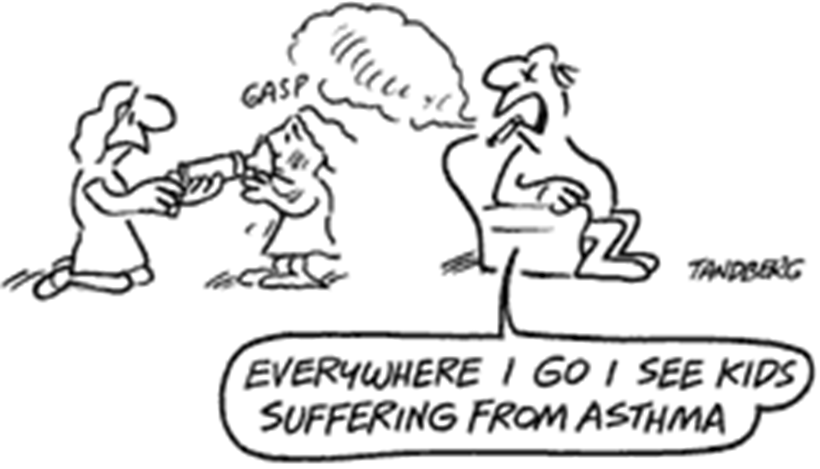 GASP
TANDBERG
EVERYWHERE I GO I SEE KIDS
SUFFERING FROM ASTHMA